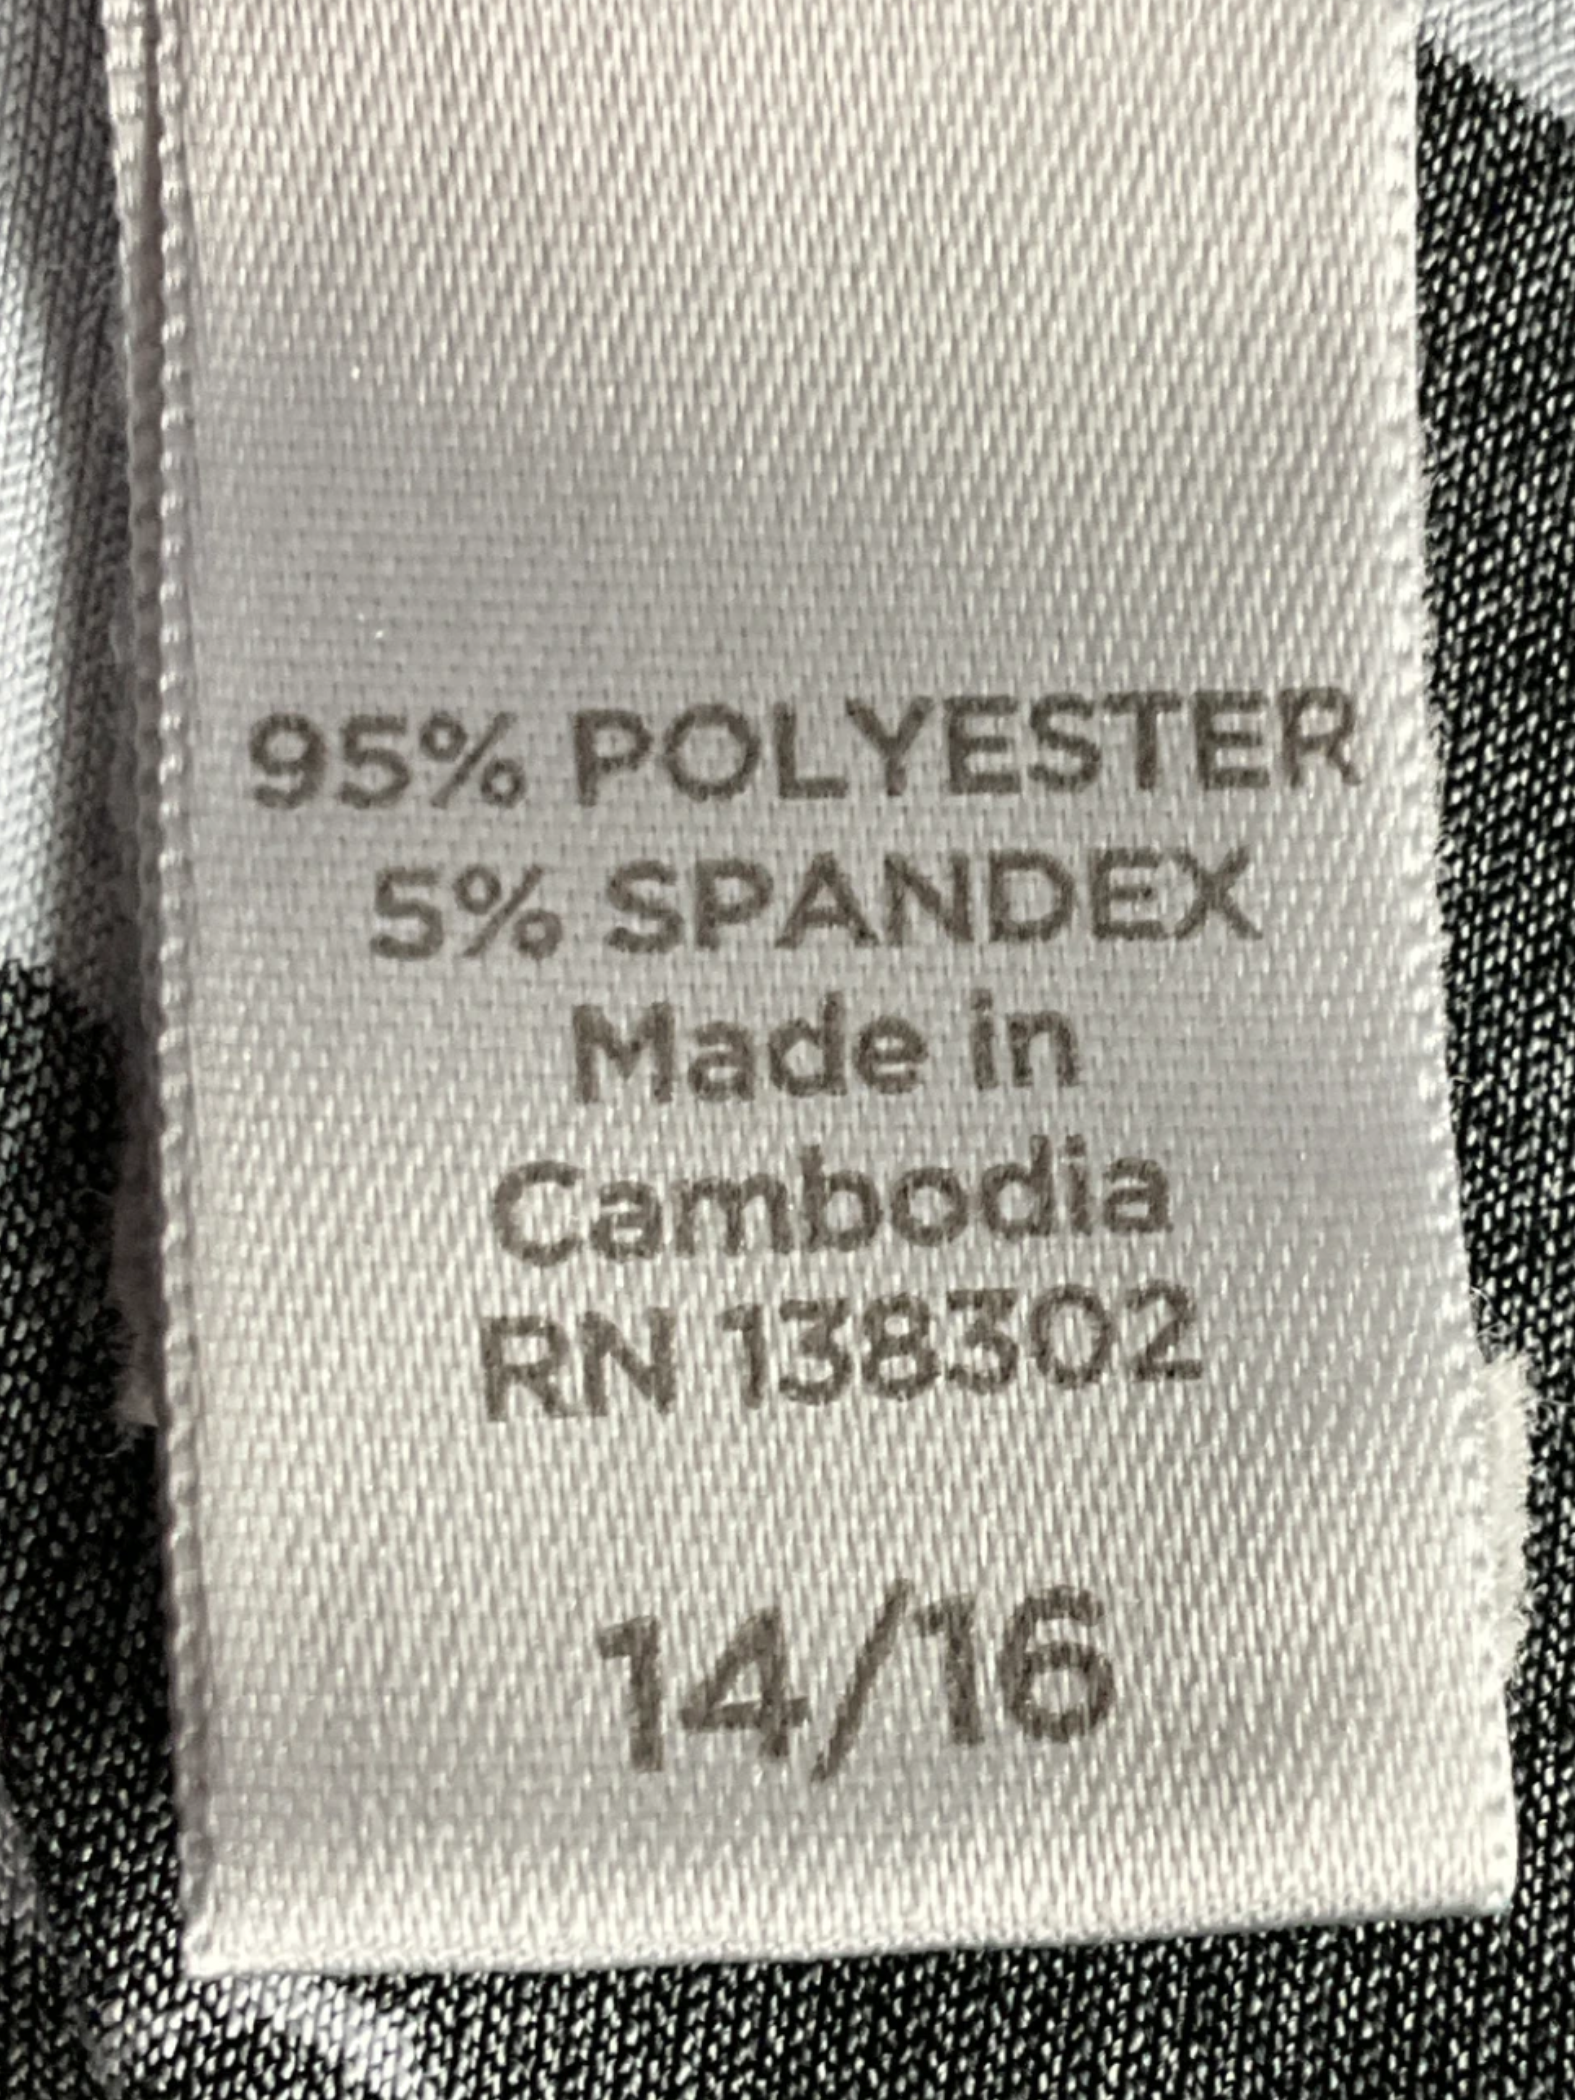 95% POLYESTER
5% SPANDEX
Made in
Cambodia
RN 138302
14/16